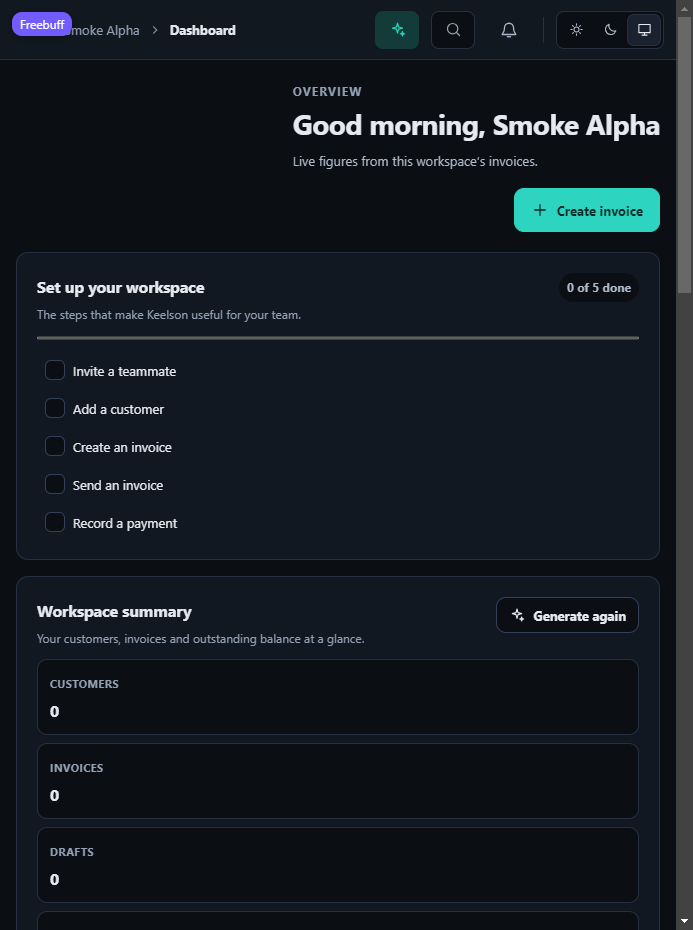 Freebuff
moke Alpha > Dashboard
OVERVIEW
Good morning, Smoke Alpha
Live figures from this workspace's invoices.
+ Create invoice
Set up your workspace
0 of 5 done
The steps that make Keelson useful for your team.
Invite a teammate
Add a customer
Create an invoice
Send an invoice
Record a payment
Workspace summary
Generate again
Your customers, invoices and outstanding balance at a glance.
CUSTOMERS
0
INVOICES
0
DRAFTS
0